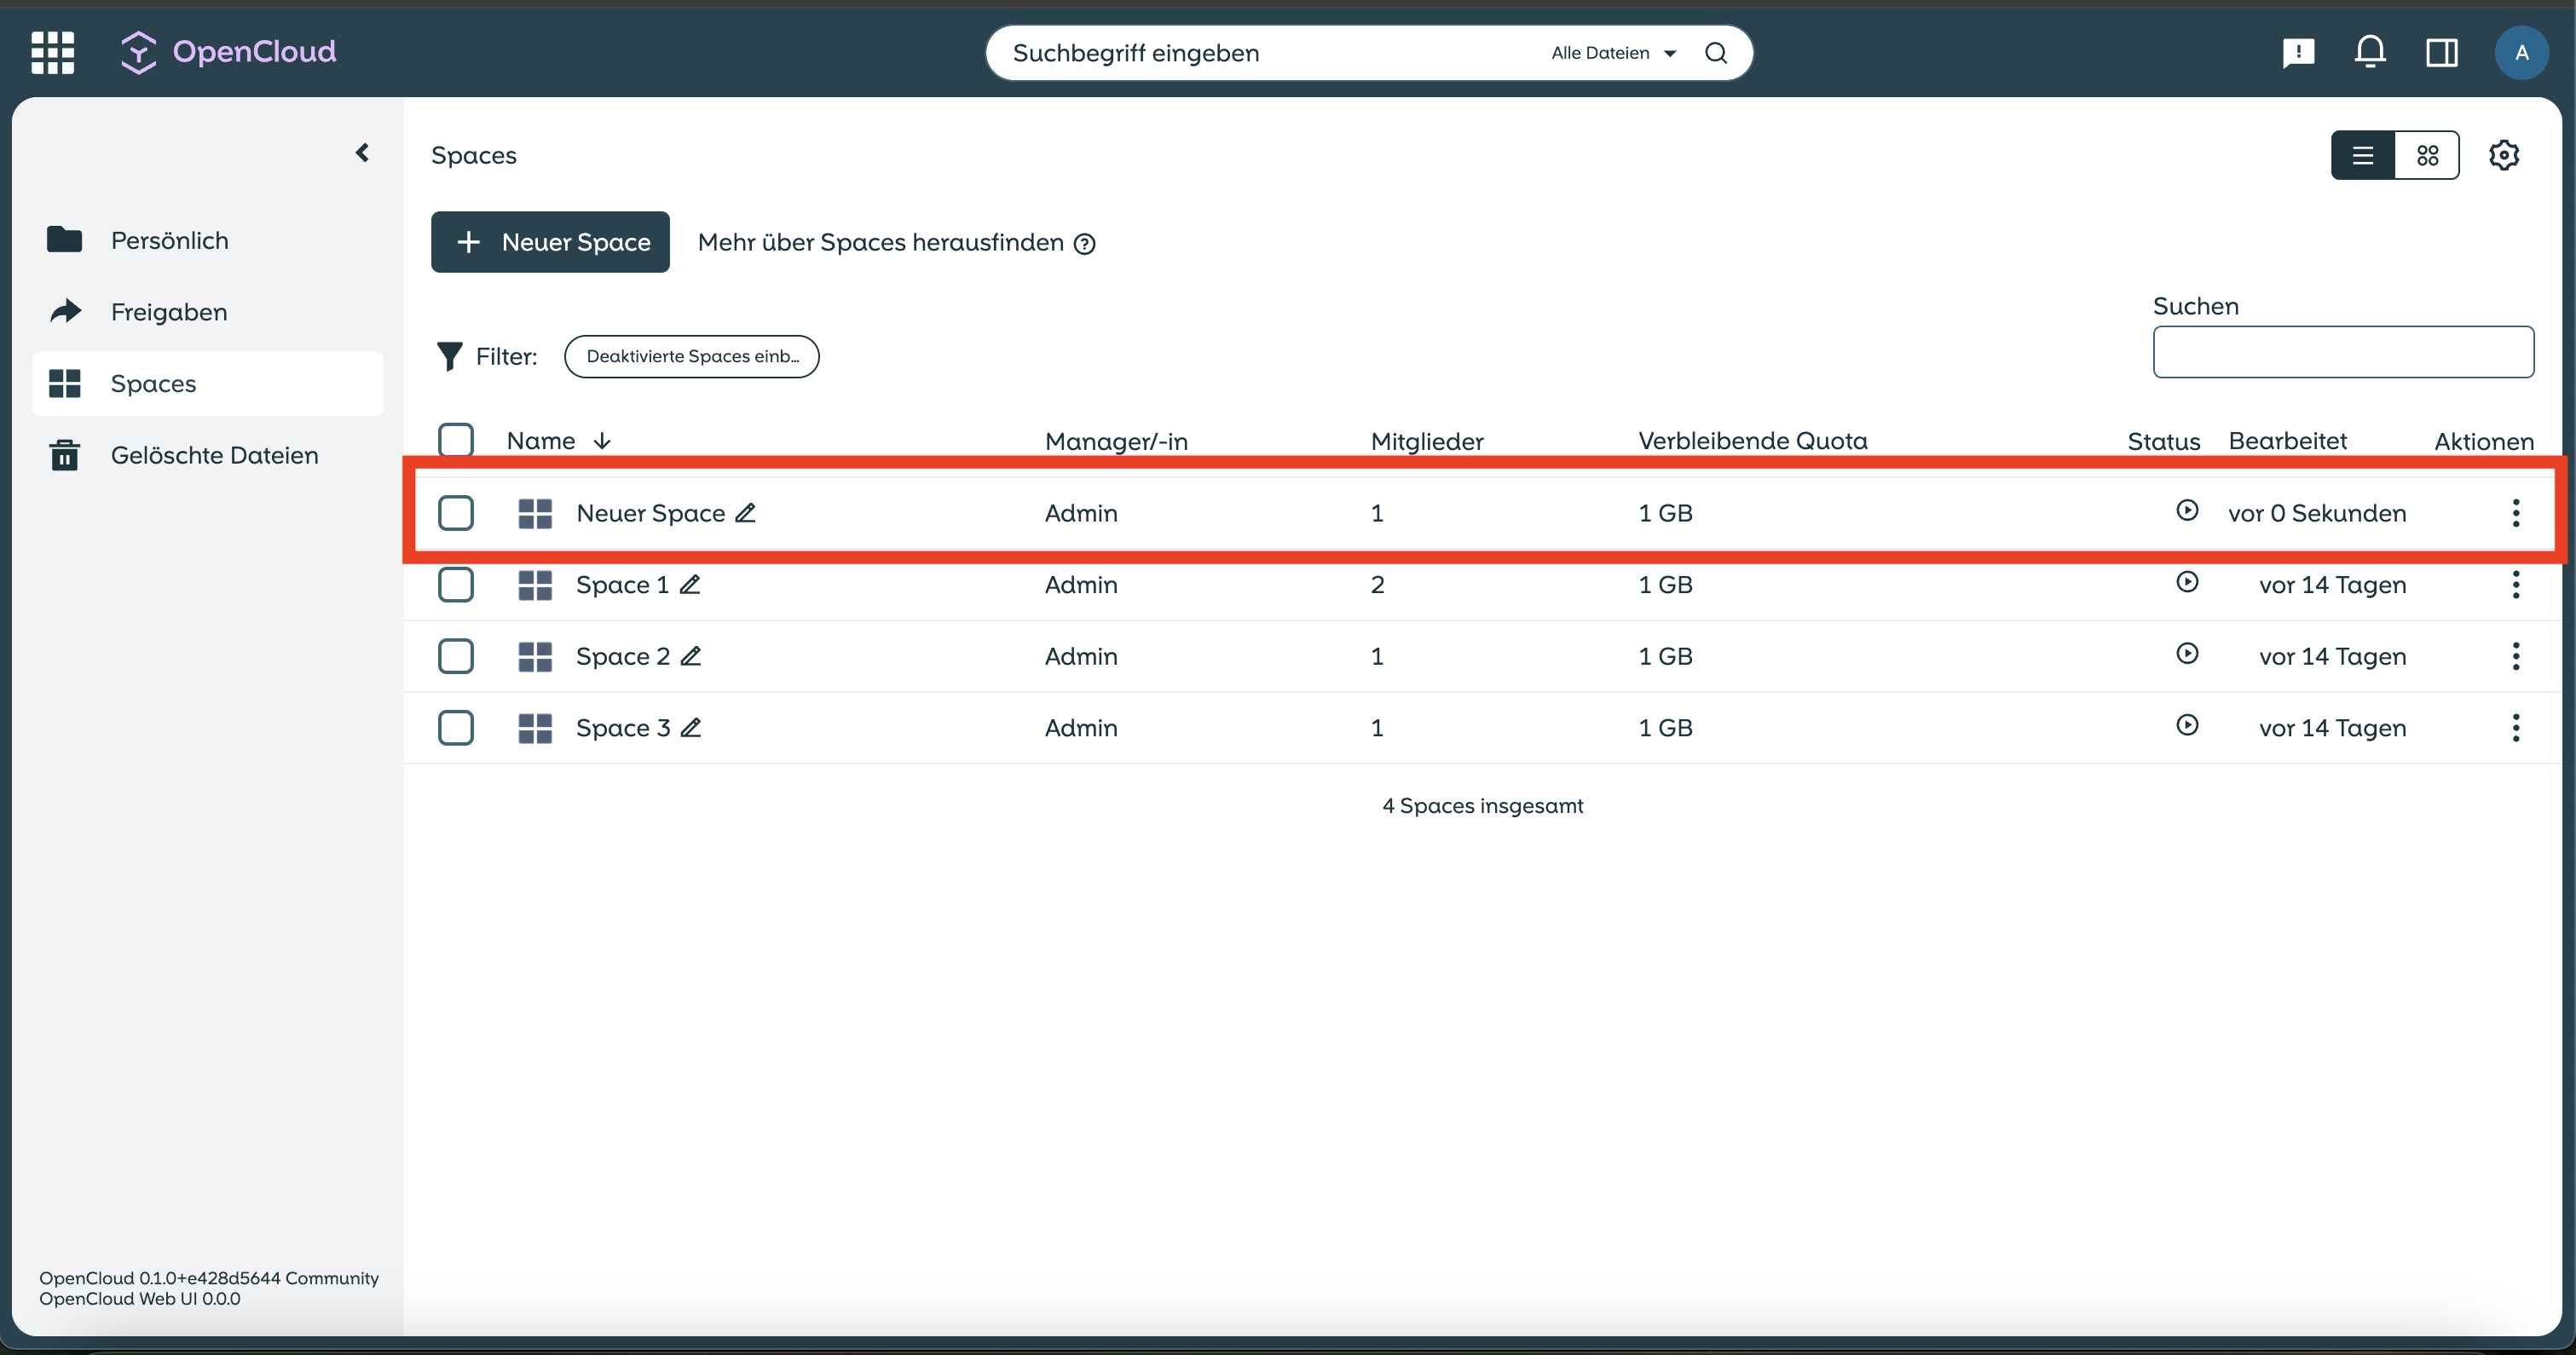 OpenCloud
Suchbegriff eingeben
Alle Dateien
A
Spaces
Persönlich
Freigaben
Spaces
Gelöschte Dateien
Neuer Space
Mehr über Spaces herausfinden
Suchen
Filter:
Deaktivierte Spaces einb...
Name Manager/-in Mitglieder Verbleibende Quota Status Bearbeitet Aktionen
Neuer Space Admin 1 1 GB vor 0 Sekunden
Space 1 Admin 2 1 GB vor 14 Tagen
Space 2 Admin 1 1 GB vor 14 Tagen
Space 3 Admin 1 1 GB vor 14 Tagen
4 Spaces insgesamt
OpenCloud 0.1.0+e428d5644 Community
OpenCloud Web UI 0.0.0